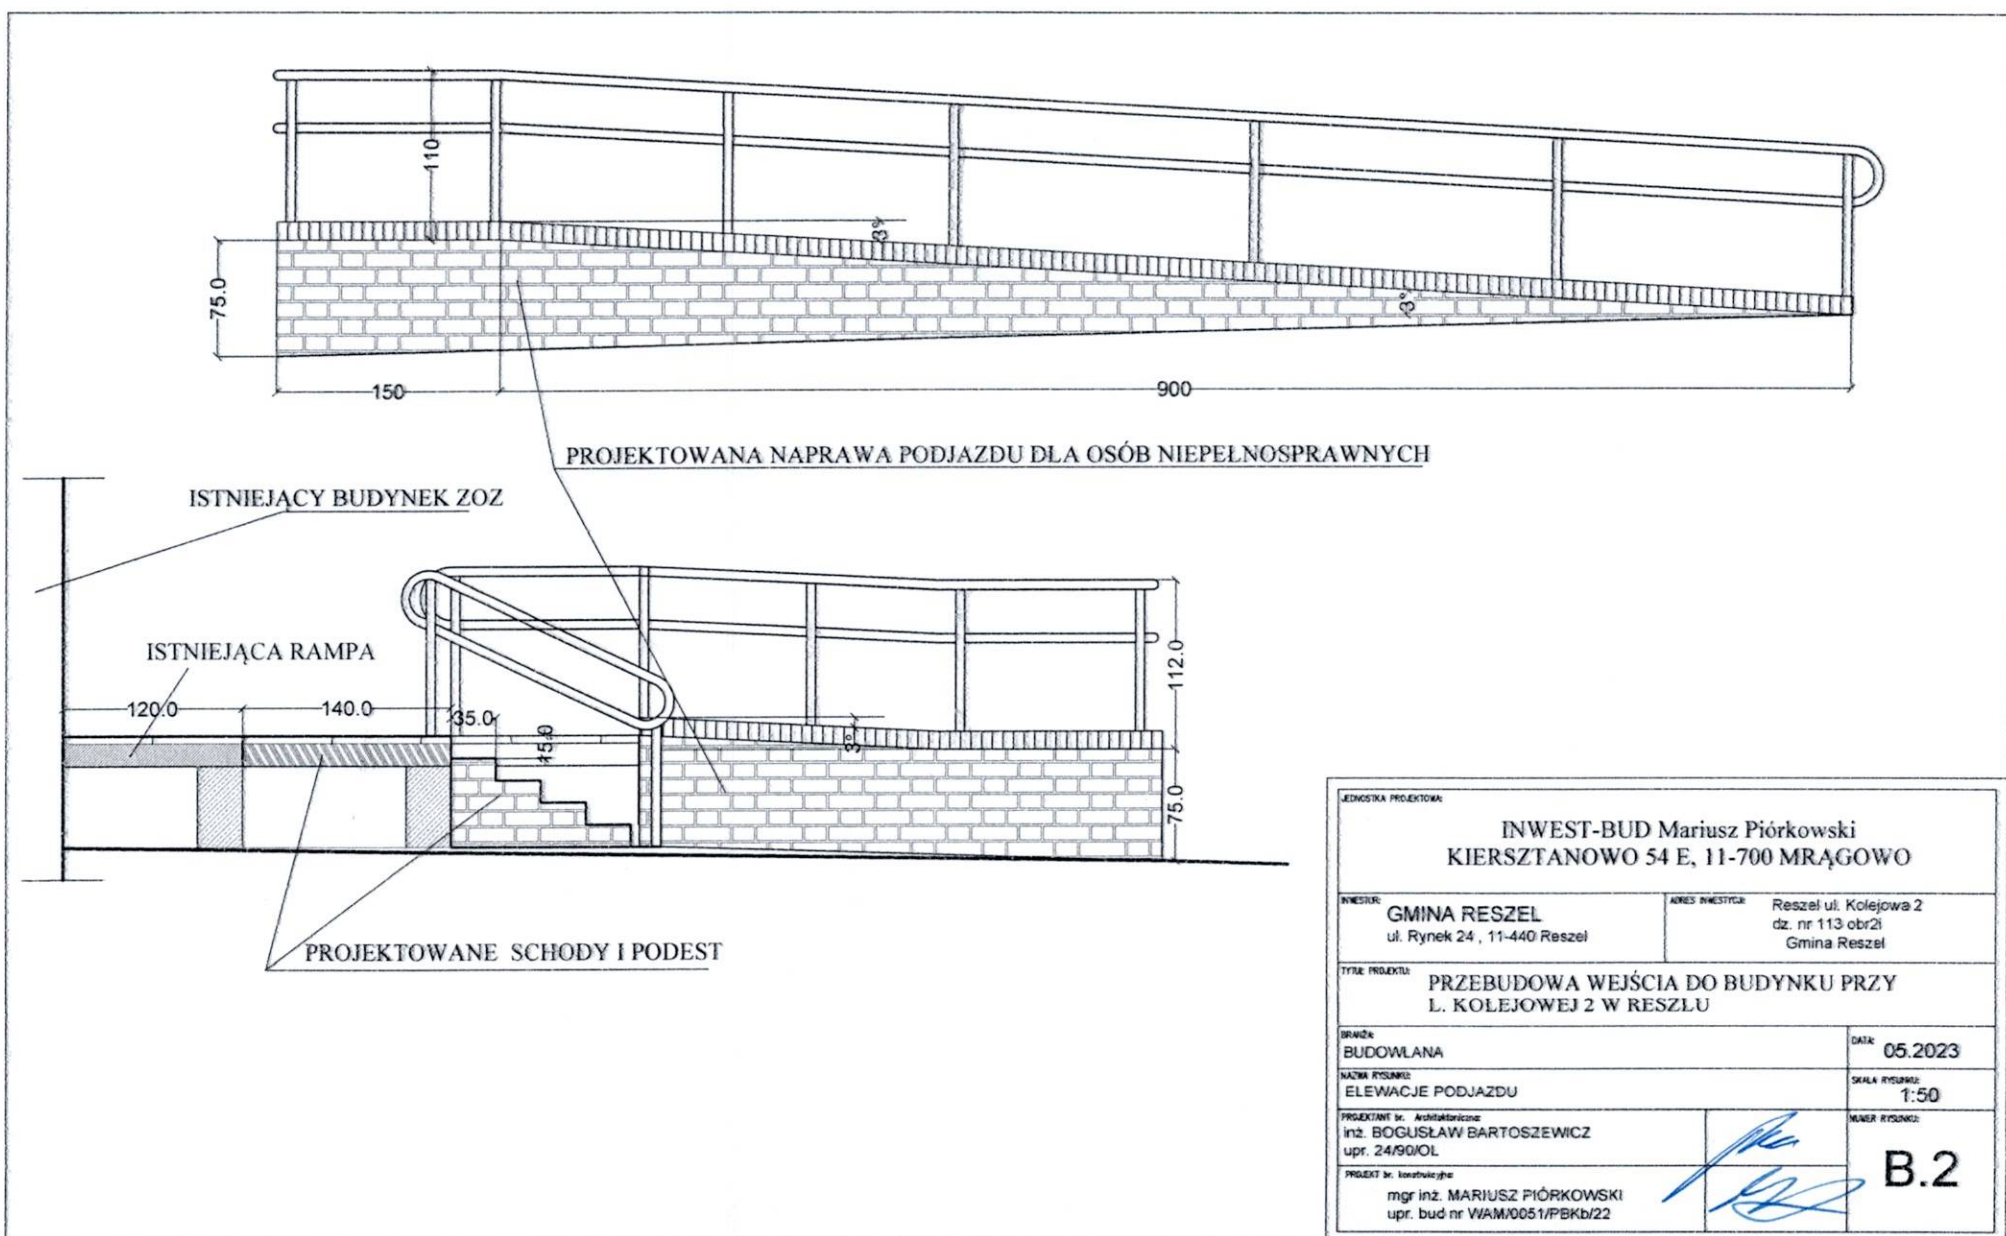 110
3°
75.0
3°
150
900
PROJEKTOWANA NAPRAWA PODJAZDU DLA OSÓB NIEPEŁNOSPRAWNYCH
ISTNIEJĄCY BUDYNEK ZOZ
ISTNIEJĄCA RAMPA
120.0
140.0
35.0
15.0
3°
112.0
75.0
PROJEKTOWANE SCHODY I PODEST
JEDNOSTKA PROJEKTOWA:
INWEST-BUD Mariusz Piórkowski
KIERSZTANOWO 54 E, 11-700 MRĄGOWO
INWESTOR:
GMINA RESZEL
ul. Rynek 24 , 11-440 Reszel
ADRES INWESTYCJI:
Reszel ul. Kolejowa 2
dz. nr 113 obr2
Gmina Reszel
TYTUŁ PROJEKTU:
PRZEBUDOWA WEJŚCIA DO BUDYNKU PRZY
L. KOLEJOWEJ 2 W RESZLU
BRANŻA:
BUDOWLANA
DATA:
05.2023
NAZWA RYSUNKU:
ELEWACJE PODJAZDU
SKALA RYSUNKU:
1:50
PROJEKTANT br. Architektoniczna:
inż. BOGUSŁAW BARTOSZEWICZ
upr. 24/90/OL
NUMER RYSUNKU:
B.2
PROJEKT br. konstrukcyjna
mgr inż. MARIUSZ PIÓRKOWSKI
upr. bud nr WAM/0051/PBKb/22